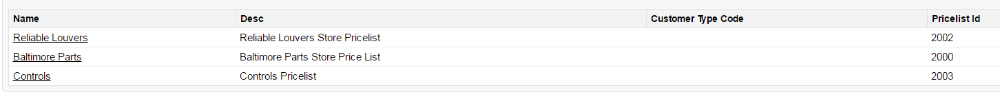 Name Desc Customer Type Code Pricelist Id
Reliable Louvers Reliable Louvers Store Pricelist 2002
Baltimore Parts Baltimore Parts Store Price List 2000
Controls Controls Pricelist 2003